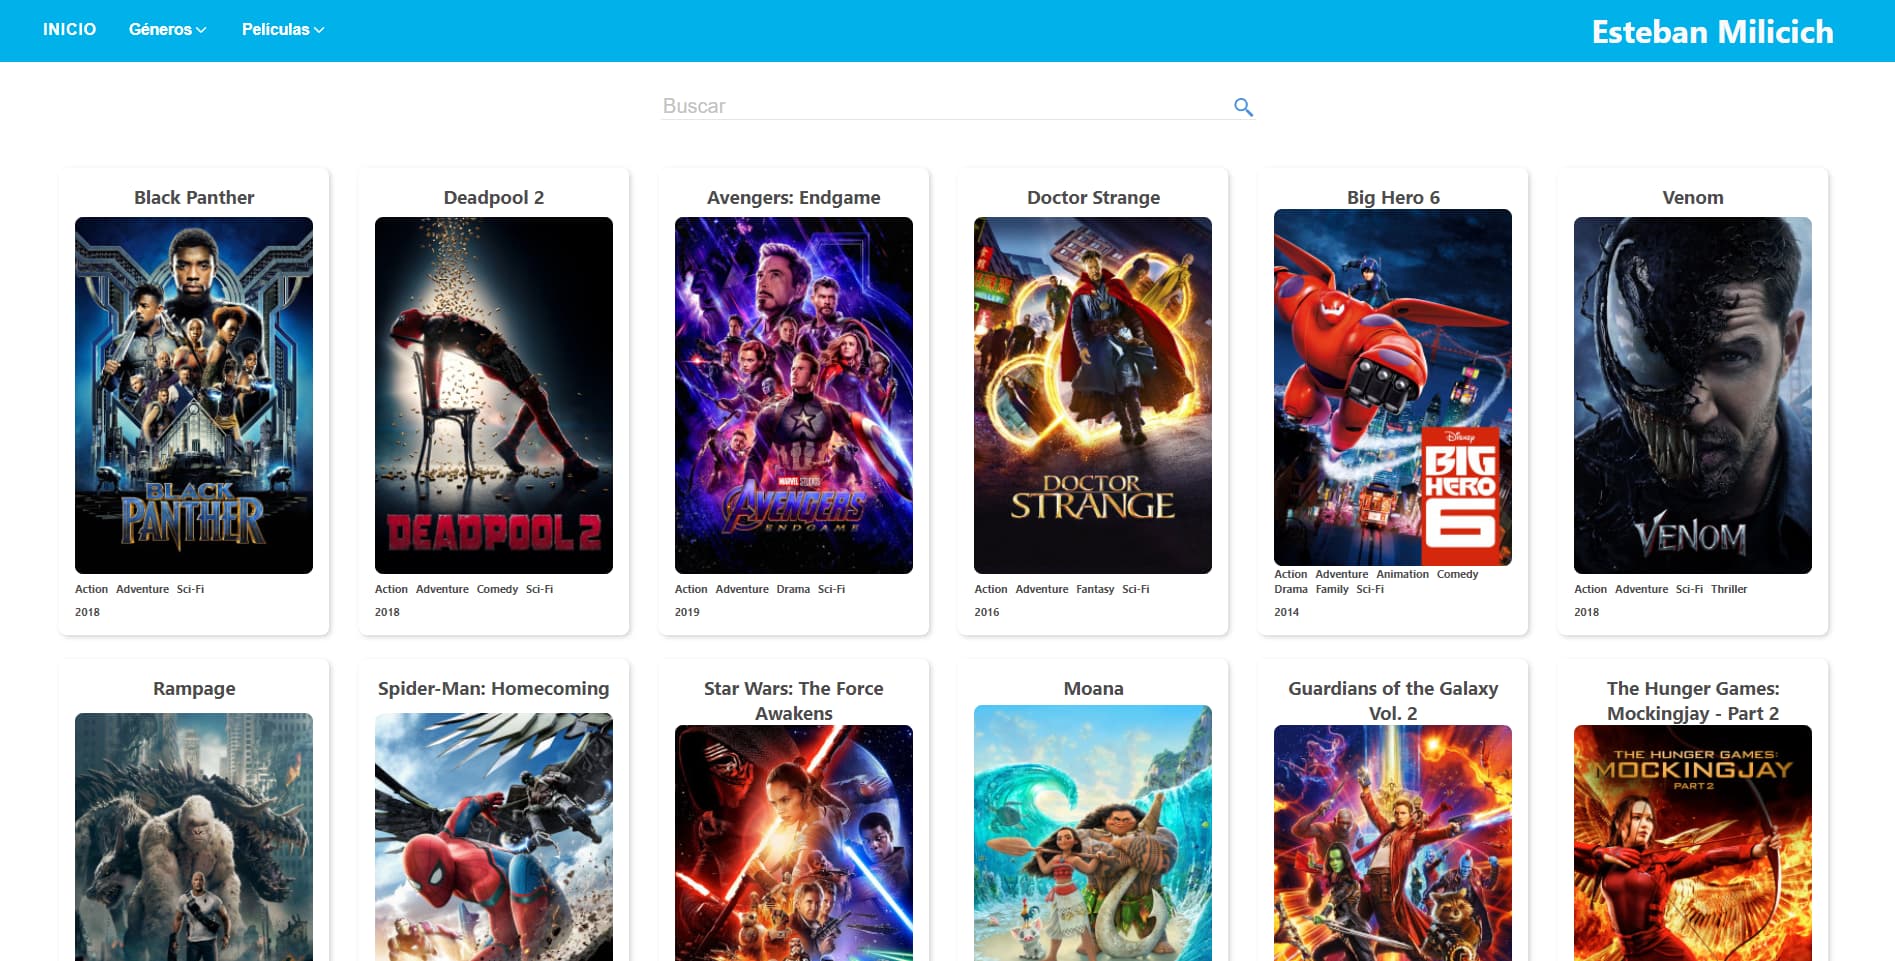 INICIO
Géneros
Películas
Esteban Milicich
Buscar
Black Panther
Deadpool 2
Avengers: Endgame
Doctor Strange
Big Hero 6
Venom
BLACK
PANTHER
DEADPOOL 2
MARVEL STUDIOS
AVENGERS
ENDGAME
DOCTOR
STRANGE
Disney
BIG
HERO
6
VENOM
Action Adventure Sci-Fi
2018
Action Adventure Comedy Sci-Fi
2018
Action Adventure Drama Sci-Fi
2019
Action Adventure Fantasy Sci-Fi
2016
Action Adventure Animation Comedy
Drama Family Sci-Fi
2014
Action Adventure Sci-Fi Thriller
2018
Rampage
Spider-Man: Homecoming
Star Wars: The Force
Awakens
Moana
Guardians of the Galaxy
Vol. 2
The Hunger Games:
Mockingjay - Part 2
THE HUNGER GAMES:
MOCKINGJAY
PART 2